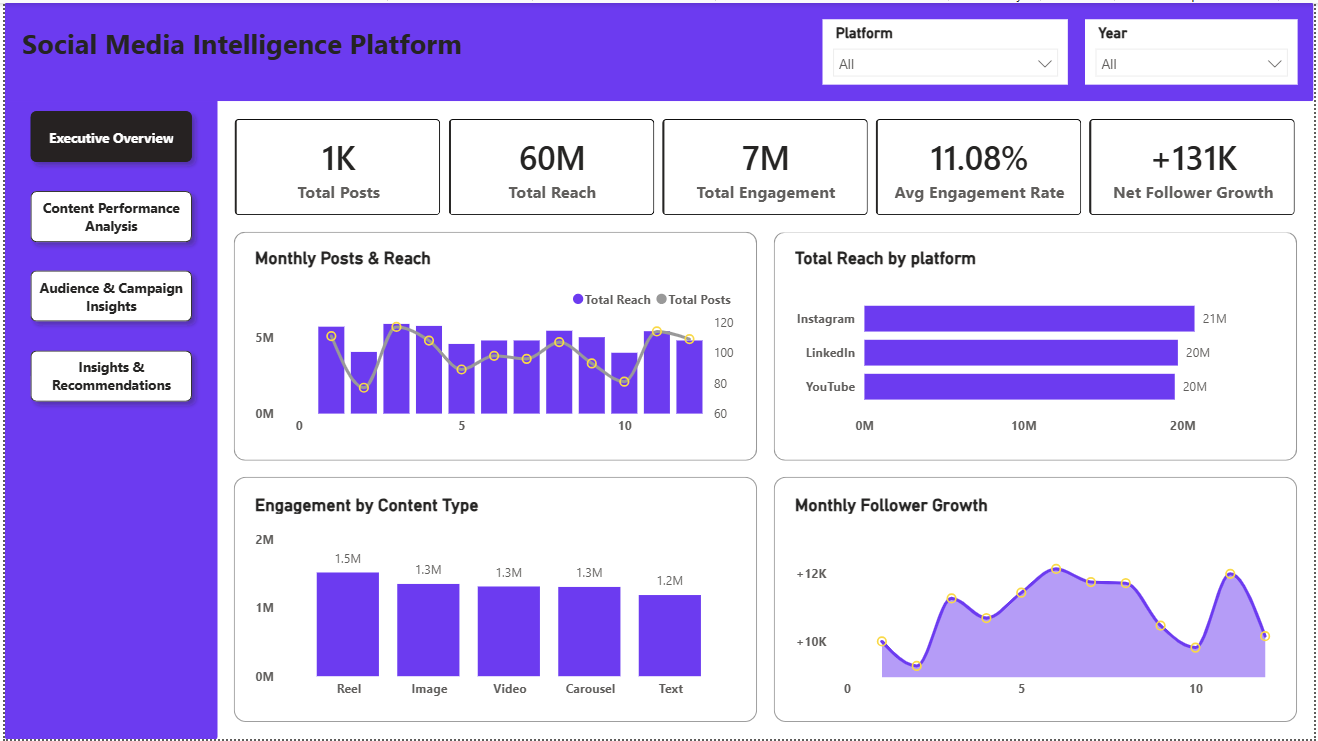 Social Media Intelligence Platform
Platform
All
Year
All
Executive Overview
Content Performance
Analysis
Audience & Campaign
Insights
Insights &
Recommendations
1K
Total Posts
60M
Total Reach
7M
Total Engagement
11.08%
Avg Engagement Rate
+131K
Net Follower Growth
Monthly Posts & Reach
Total Reach Total Posts
5M
0M
120
100
80
60
0 5 10
Total Reach by platform
Instagram 21M
LinkedIn 20M
YouTube 20M
0M 10M 20M
Engagement by Content Type
2M
1M
0M
1.5M 1.3M 1.3M 1.3M 1.2M
Reel Image Video Carousel Text
Monthly Follower Growth
+12K
+10K
0 5 10